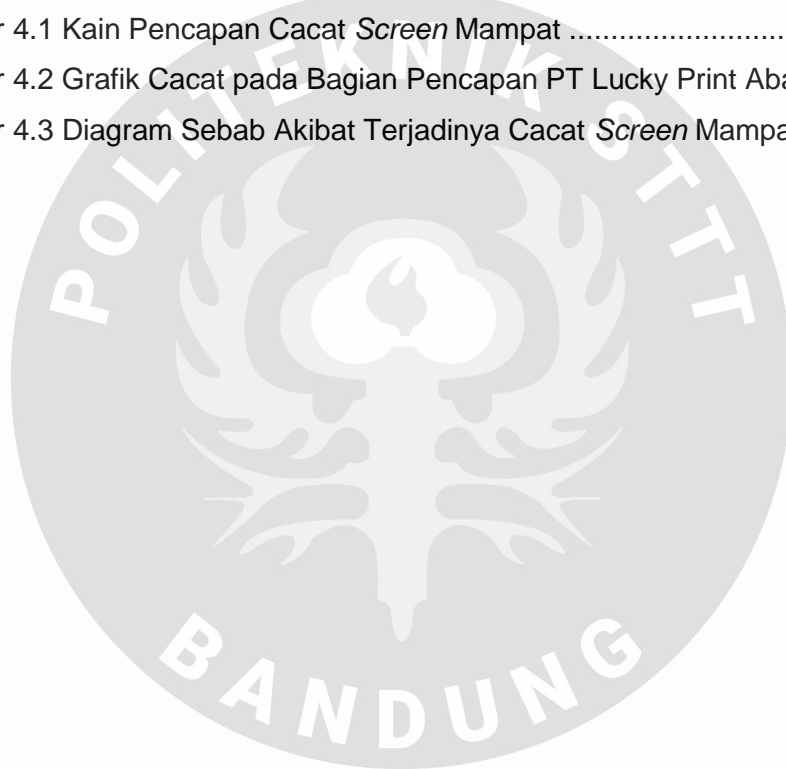 r 4.1 Kain Pencapan Cacat Screen Mampat ..........................
r 4.2 Grafik Cacat pada Bagian Pencapan PT Lucky Print Aba
r 4.3 Diagram Sebab Akibat Terjadinya Cacat Screen Mampa
POLITEKNIK STTT
BANDUNG